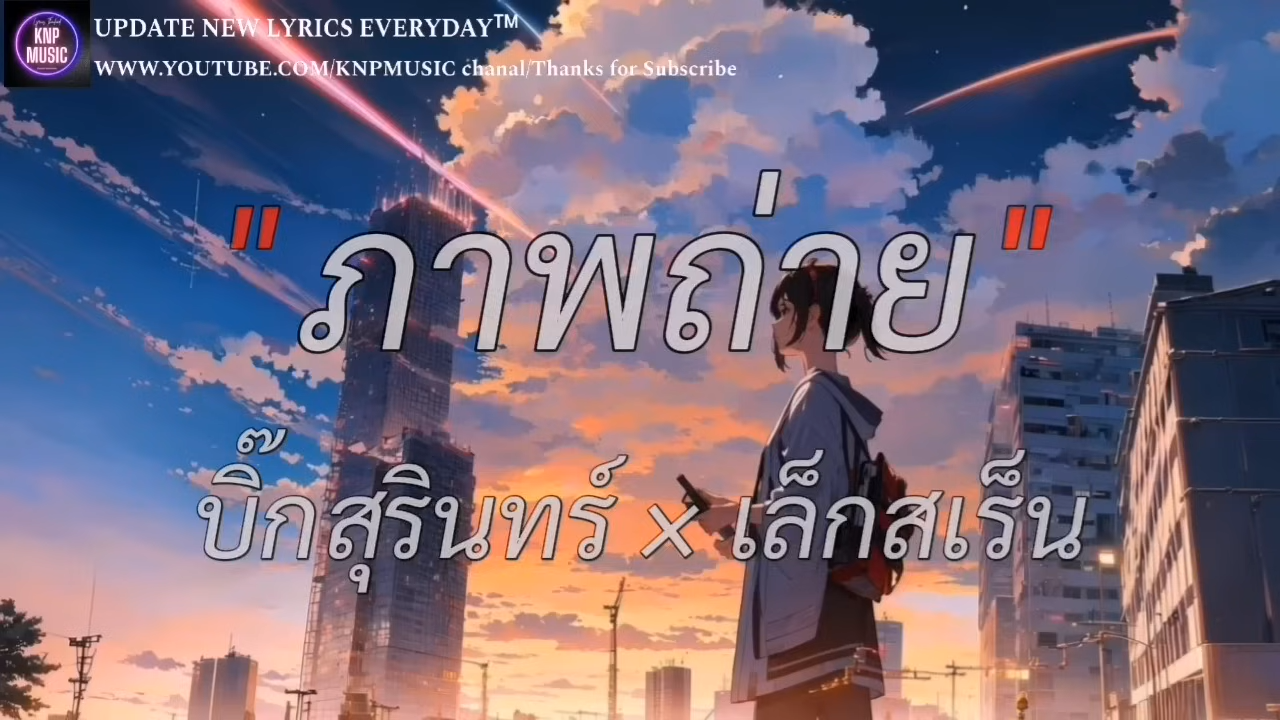 KNP
MUSIC
UPDATE NEW LYRICS EVERYDAY™
WWW.YOUTUBE.COM/KNPMUSIC chanal/Thanks for Subscribe
"ภาพถ่าย"
บิ๊กสุรินทร์ × เล็กสเร็น